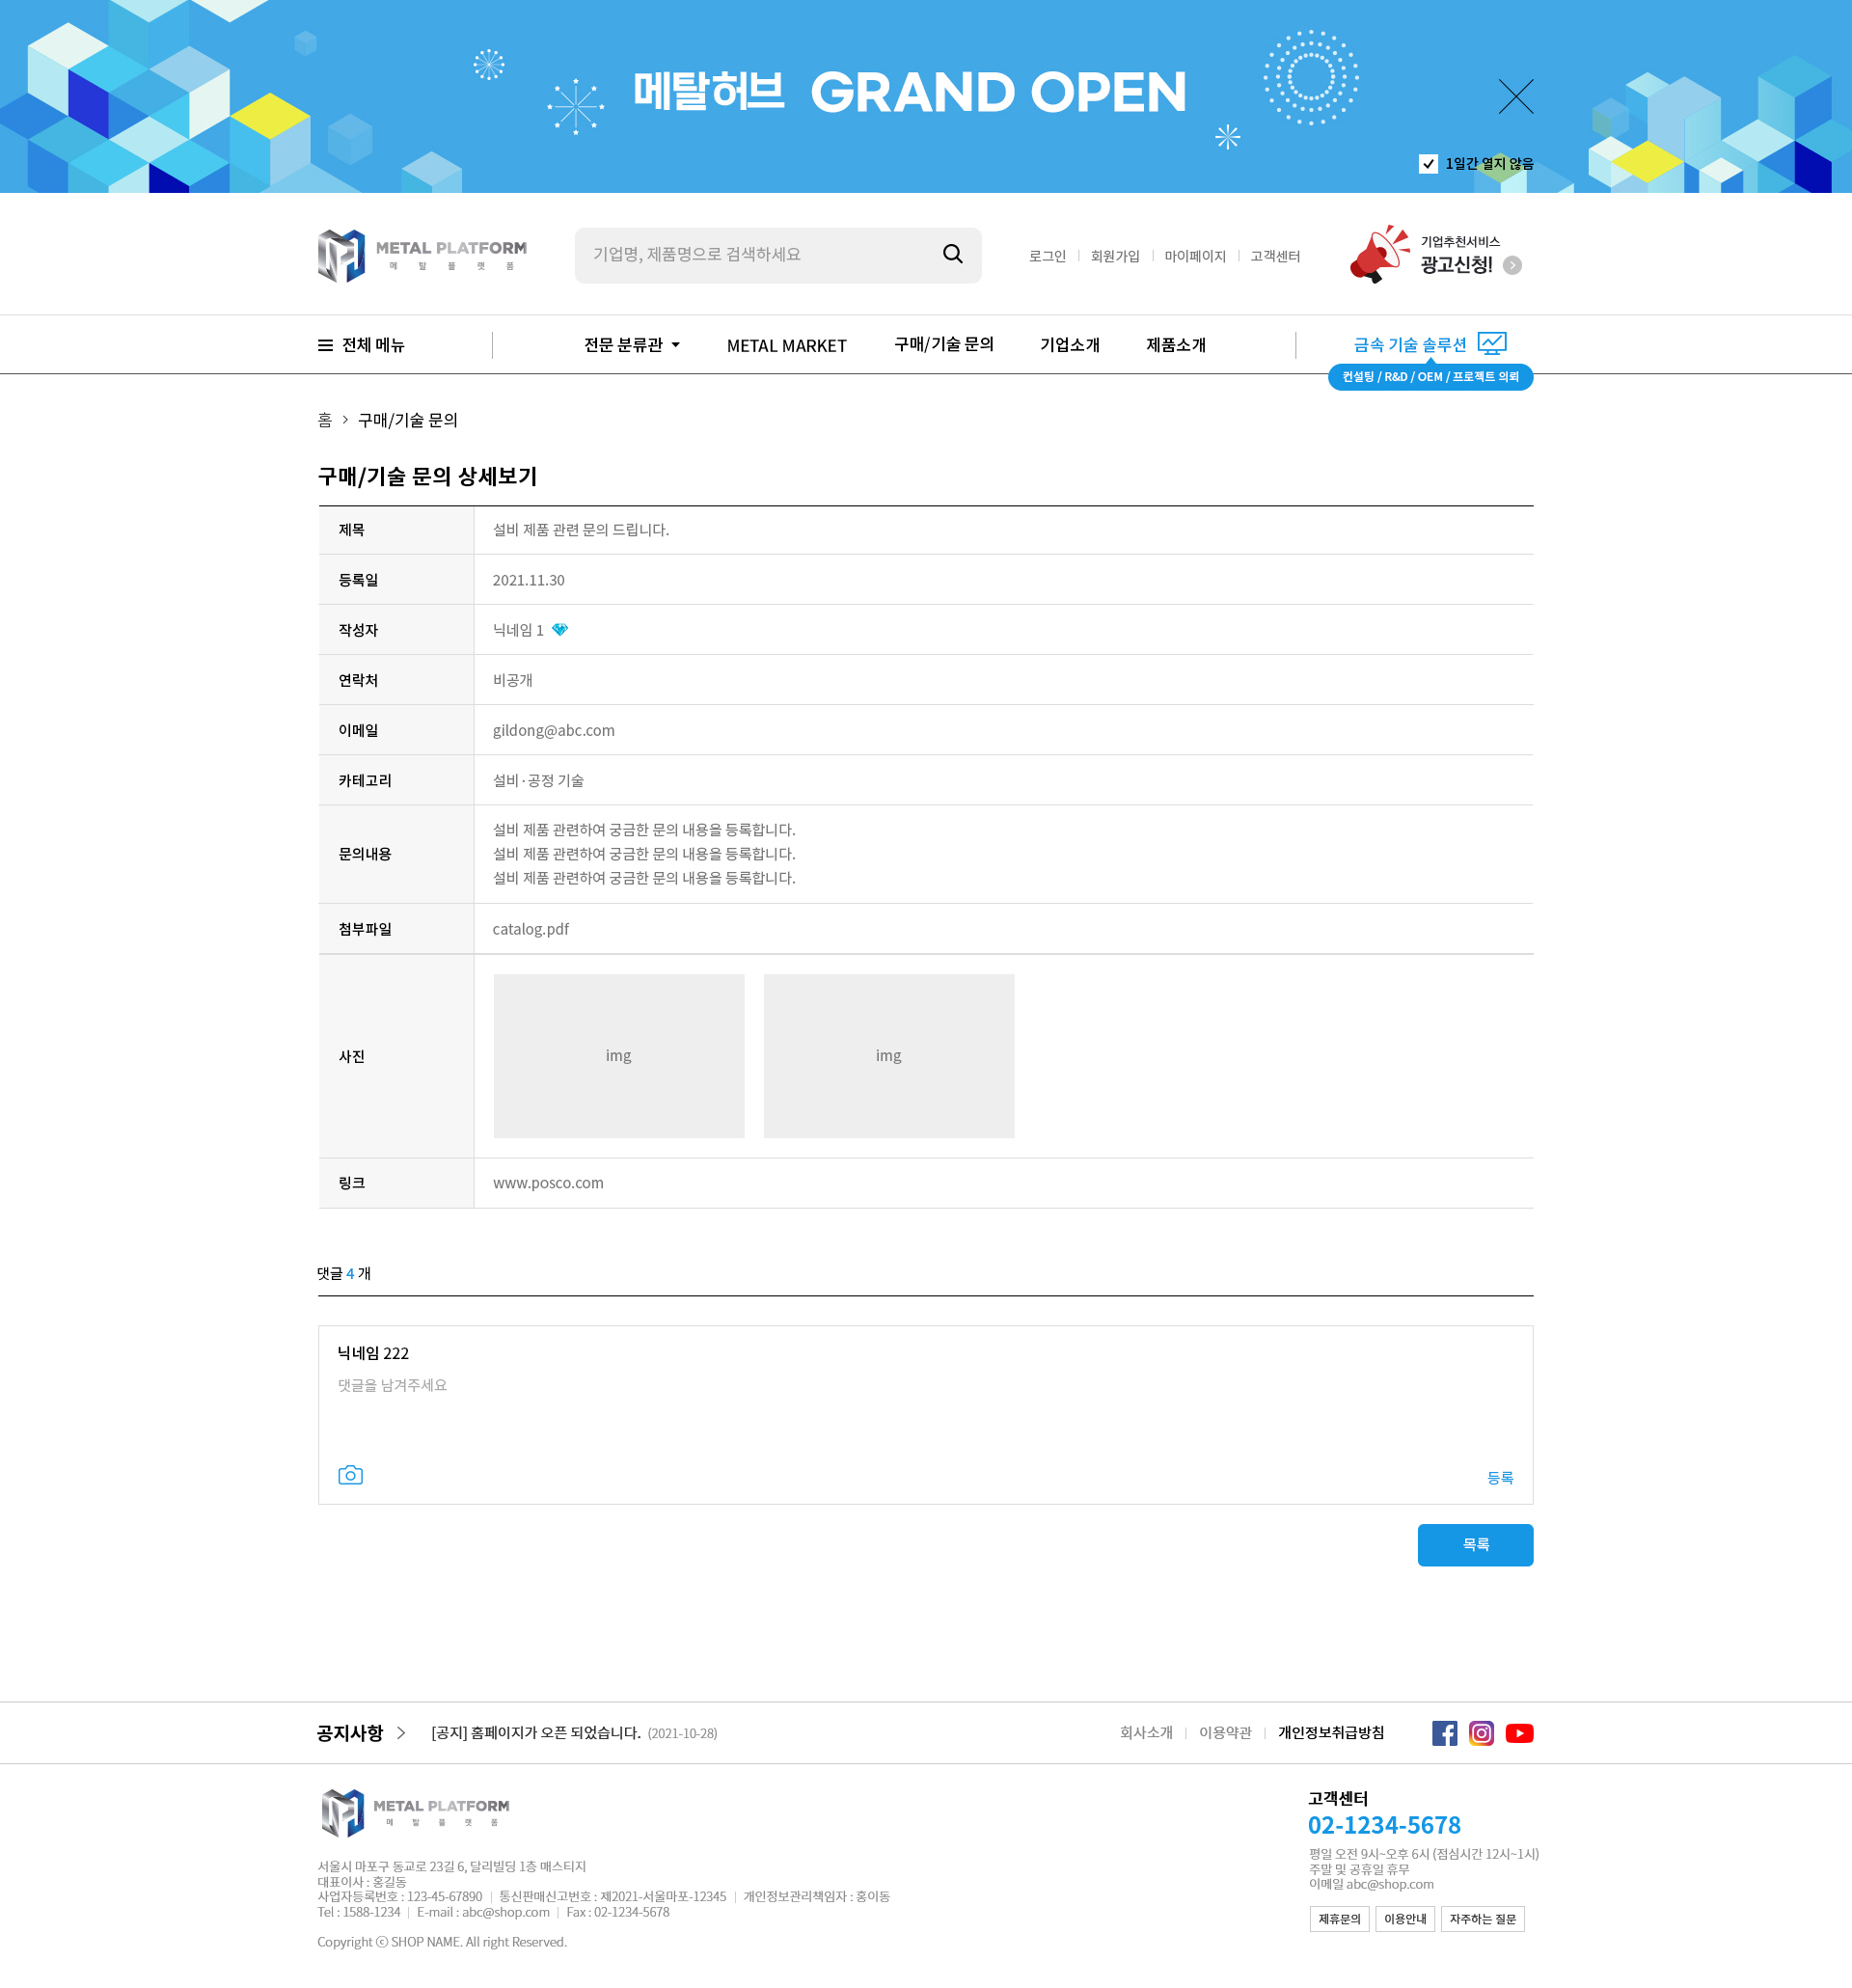 메탈허브 GRAND OPEN
1일간 열지 않음
METAL PLATFORM
메 탈 플 랫 폼
기업명, 제품명으로 검색하세요
로그인 | 회원가입 | 마이페이지 | 고객센터
기업추천서비스
광고신청!
전체 메뉴
전문 분류관
METAL MARKET
구매/기술 문의
기업소개
제품소개
금속 기술 솔루션
컨설팅 / R&D / OEM / 프로젝트 의뢰
홈 > 구매/기술 문의
구매/기술 문의 상세보기
제목 설비 제품 관련 문의 드립니다.
등록일 2021.11.30
작성자 닉네임 1
연락처 비공개
이메일 gildong@abc.com
카테고리 설비·공정 기술
문의내용
설비 제품 관련하여 궁금한 문의 내용을 등록합니다.
설비 제품 관련하여 궁금한 문의 내용을 등록합니다.
설비 제품 관련하여 궁금한 문의 내용을 등록합니다.
첨부파일 catalog.pdf
사진 img img
링크 www.posco.com
댓글 4 개
닉네임 222
댓글을 남겨주세요
등록
목록
공지사항 > [공지] 홈페이지가 오픈 되었습니다. (2021-10-28)
회사소개 | 이용약관 | 개인정보취급방침
METAL PLATFORM
메 탈 플 랫 폼
서울시 마포구 동교로 23길 6, 달리빌딩 1층 매스티지
대표이사 : 홍길동
사업자등록번호 : 123-45-67890 | 통신판매신고번호 : 제2021-서울마포-12345 | 개인정보관리책임자 : 홍이동
Tel : 1588-1234 | E-mail : abc@shop.com | Fax : 02-1234-5678
Copyright ⓒ SHOP NAME. All right Reserved.
고객센터
02-1234-5678
평일 오전 9시~오후 6시 (점심시간 12시~1시)
주말 및 공휴일 휴무
이메일 abc@shop.com
제휴문의 이용안내 자주하는 질문